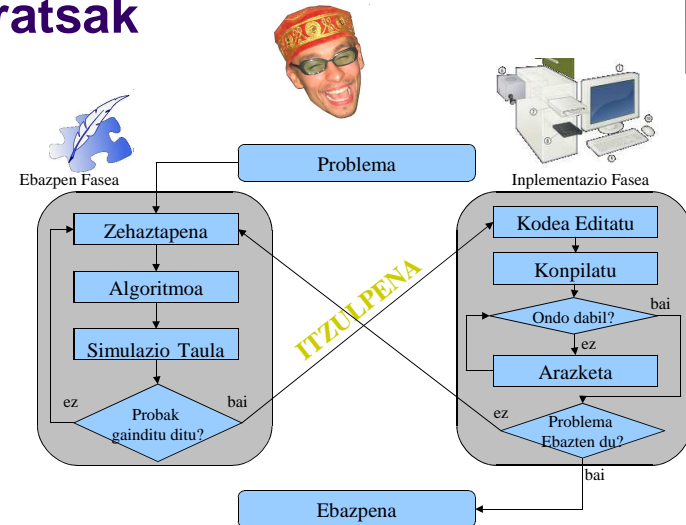 ratsak
Problema
Ebazpen Fasea
Zehaztapena
Algoritmoa
Simulazio Taula
Probak
gainditu ditu?
ez
bai
ITZULPENA
Inplementazio Fasea
Kodea Editatu
Konpilatu
Ondo dabil?
bai
ez
Arazketa
Problema
Ebazten du?
ez
bai
Ebazpena